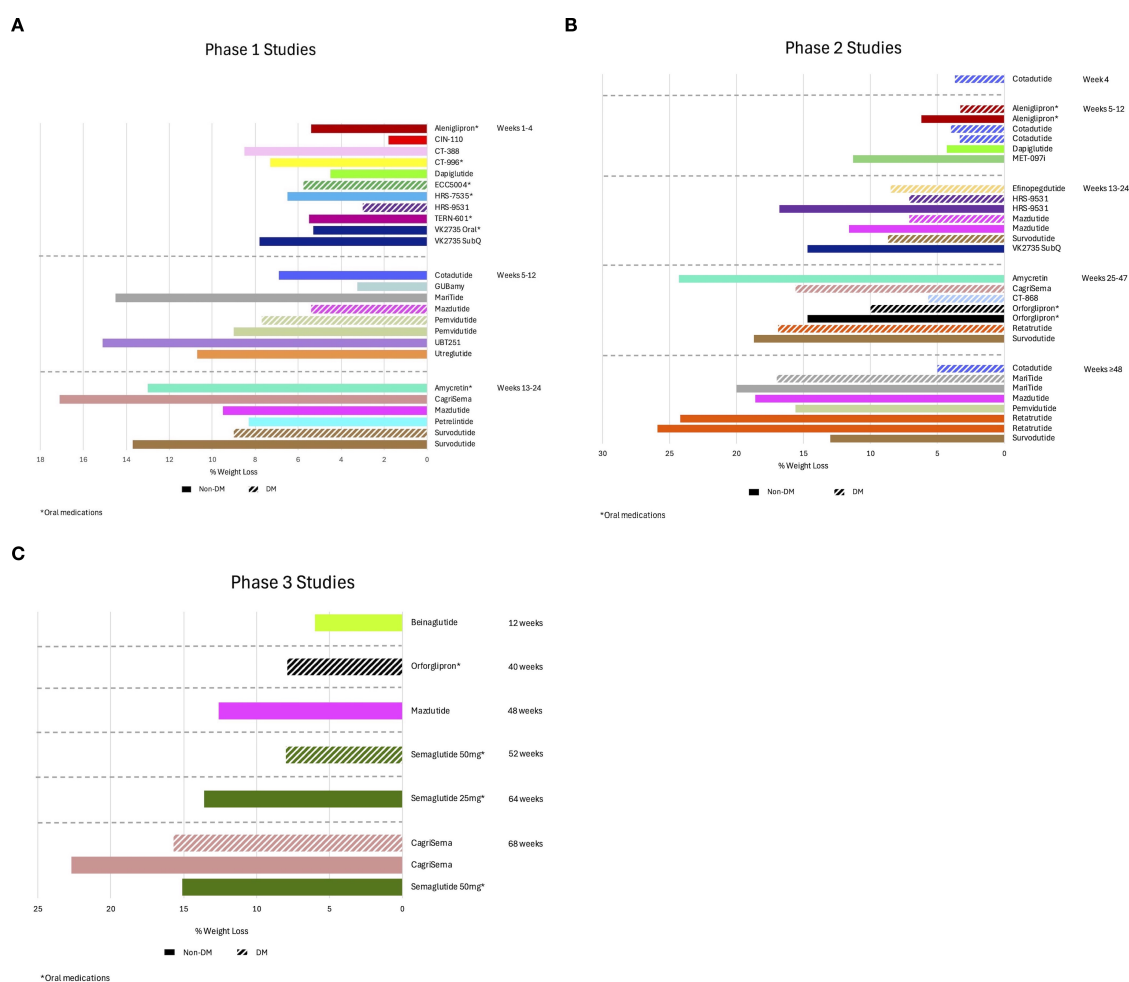 A
Phase 1 Studies
Aleniglipron* Weeks 1-4
CIN-110
CT-388
CT-996*
Dapiglutide
ECC5004*
HRS-7535*
HRS-9531
TERN-601*
VK2735 Oral*
VK2735 SubQ
Cotadutide Weeks 5-12
GUBamy
MariTide
Mazdutide
Pemvidutide
Pemvidutide
UBT251
Utreglutide
Amycretin* Weeks 13-24
CagriSema
Mazdutide
Petrelintide
Survodutide
Survodutide
18 16 14 12 10 8 6 4 2 0
% Weight Loss
Non-DM DM
*Oral medications
B
Phase 2 Studies
Cotadutide Week 4
Aleniglipron* Weeks 5-12
Aleniglipron*
Cotadutide
Cotadutide
Dapiglutide
MET-097i
Efinopegdutide Weeks 13-24
HRS-9531
HRS-9531
Mazdutide
Mazdutide
Survodutide
VK2735 SubQ
Amycretin Weeks 25-47
CagriSema
CT-868
Orforglipron*
Orforglipron*
Retatrutide
Survodutide
Cotadutide Weeks ≥48
MariTide
MariTide
Mazdutide
Pemvidutide
Retatrutide
Retatrutide
Survodutide
30 25 20 15 10 5 0
% Weight Loss
Non-DM DM
*Oral medications
C
Phase 3 Studies
Beinaglutide 12 weeks
Orforglipron* 40 weeks
Mazdutide 48 weeks
Semaglutide 50mg* 52 weeks
Semaglutide 25mg* 64 weeks
CagriSema 68 weeks
CagriSema
Semaglutide 50mg*
25 20 15 10 5 0
% Weight Loss
Non-DM DM
*Oral medications